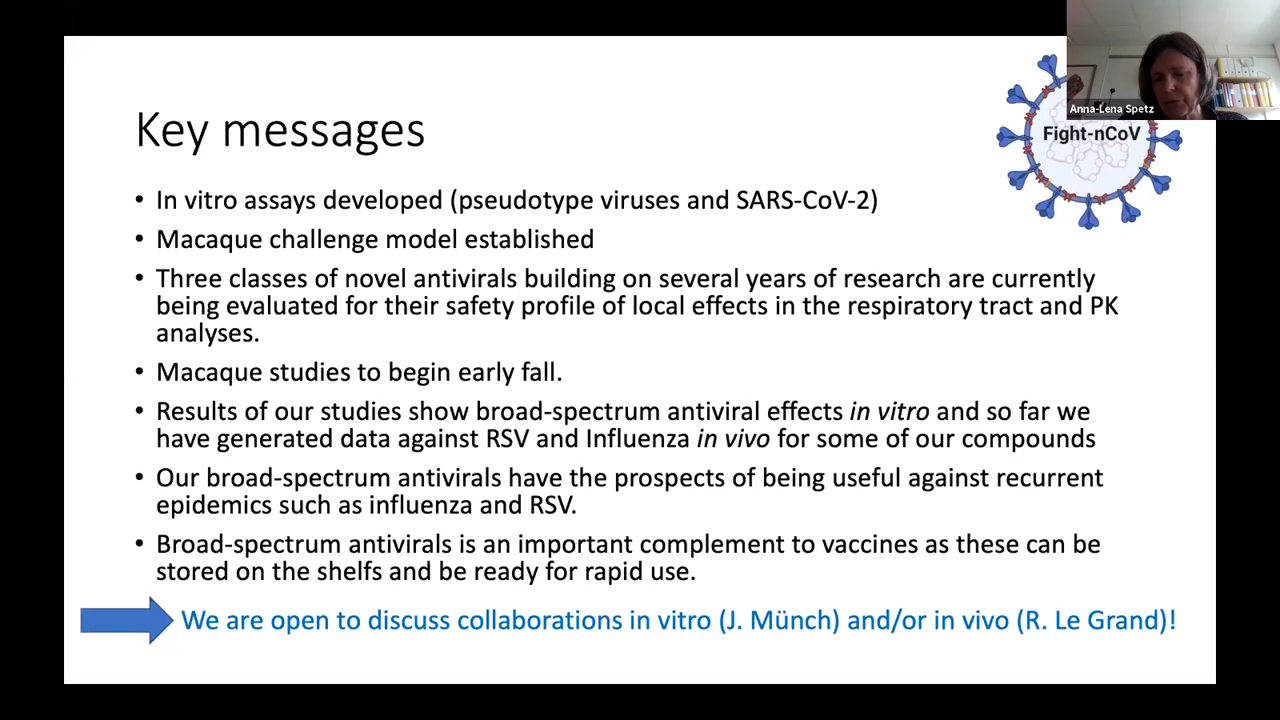 Anna-Lena Spetz
Fight-nCoV
Key messages
• In vitro assays developed (pseudotype viruses and SARS-CoV-2)
• Macaque challenge model established
• Three classes of novel antivirals building on several years of research are currently
being evaluated for their safety profile of local effects in the respiratory tract and PK
analyses.
• Macaque studies to begin early fall.
• Results of our studies show broad-spectrum antiviral effects in vitro and so far we
have generated data against RSV and Influenza in vivo for some of our compounds
• Our broad-spectrum antivirals have the prospects of being useful against recurrent
epidemics such as influenza and RSV.
• Broad-spectrum antivirals is an important complement to vaccines as these can be
stored on the shelfs and be ready for rapid use.
We are open to discuss collaborations in vitro (J. Münch) and/or in vivo (R. Le Grand)!